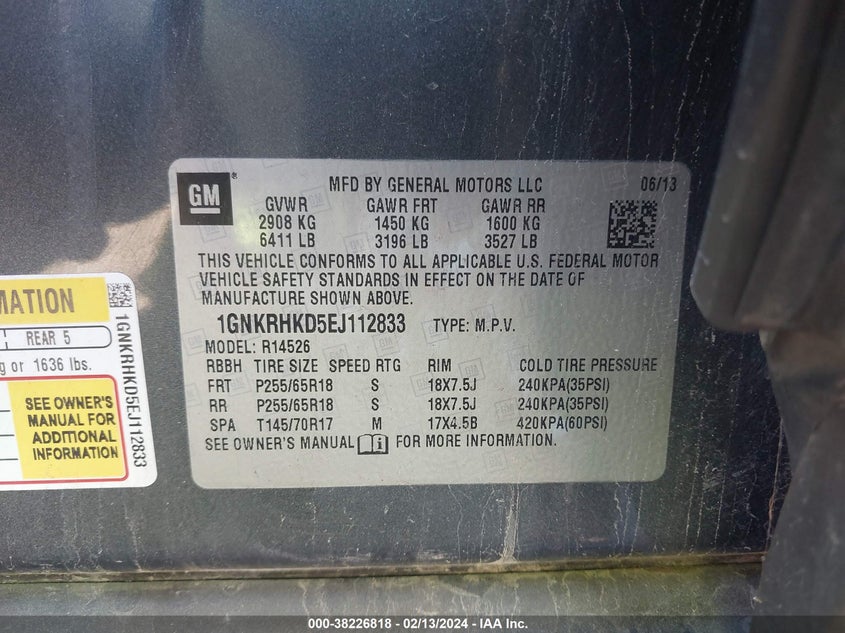 GM
MFD BY GENERAL MOTORS LLC 06/13
GVWR GAWR FRT GAWR RR
2908 KG 1450 KG 1600 KG
6411 LB 3196 LB 3527 LB
THIS VEHICLE CONFORMS TO ALL APPLICABLE U.S. FEDERAL MOTOR
VEHICLE SAFETY STANDARDS IN EFFECT ON THE DATE OF
MANUFACTURE SHOWN ABOVE.
1GNKRHKD5EJ112833 TYPE: M.P.V.
MODEL: R14526
RBBH TIRE SIZE SPEED RTG RIM COLD TIRE PRESSURE
FRT P255/65R18 S 18X7.5J 240KPA(35PSI)
RR P255/65R18 S 18X7.5J 240KPA(35PSI)
SPA T145/70R17 M 17X4.5B 420KPA(60PSI)
SEE OWNER'S MANUAL FOR MORE INFORMATION.
REAR 5
or 1636 lbs.
SEE OWNER'S
MANUAL FOR
ADDITIONAL
INFORMATION
1GNKRHKD5EJ112833
000-38226818 - 02/13/2024 - IAA Inc.